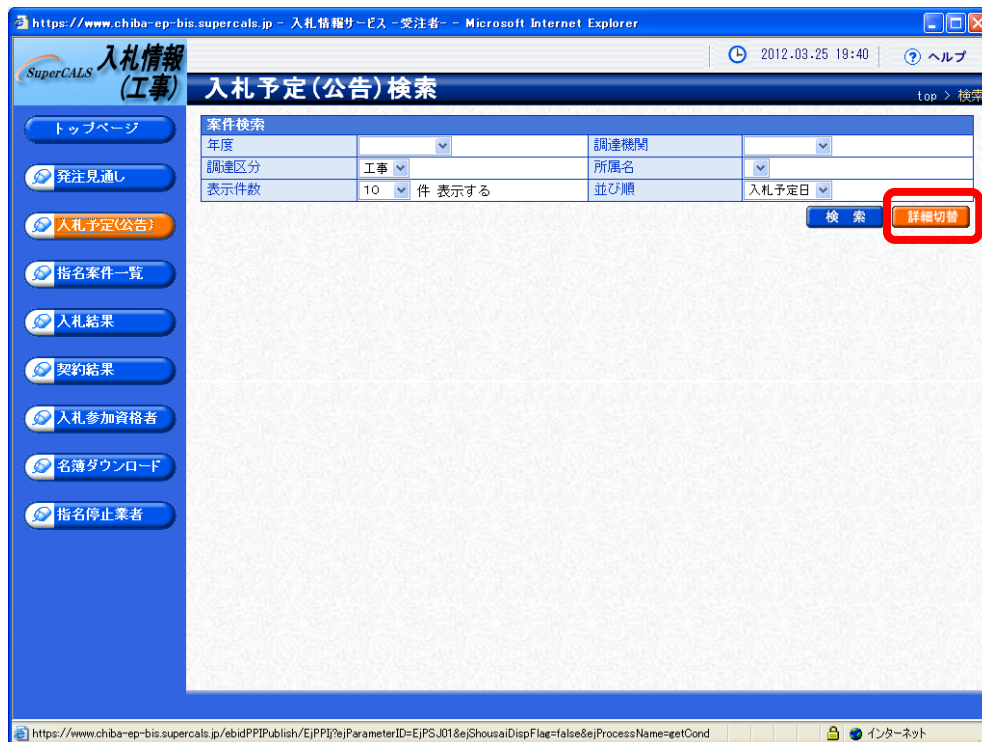 https://www.chiba-ep-bis.supercals.jp - 入札情報サービス -受注者- - Microsoft Internet Explorer
SuperCALS 入札情報
(工事)
2012.03.25 19:40
ヘルプ
入札予定(公告)検索
top > 検索
トップページ
発注見通し
入札予定(公告)
指名案件一覧
入札結果
契約結果
入札参加資格者
名簿ダウンロード
指名停止業者
案件検索
年度 調達機関
調達区分 工事 所属名
表示件数 10 件 表示する 並び順 入札予定日
検 索 詳細切替
https://www.chiba-ep-bis.supercals.jp/ebidPPIPublish/EjPPIj?ejParameterID=EjPSJ01&ejShousaiDispFlag=false&ejProcessName=getCond
インターネット